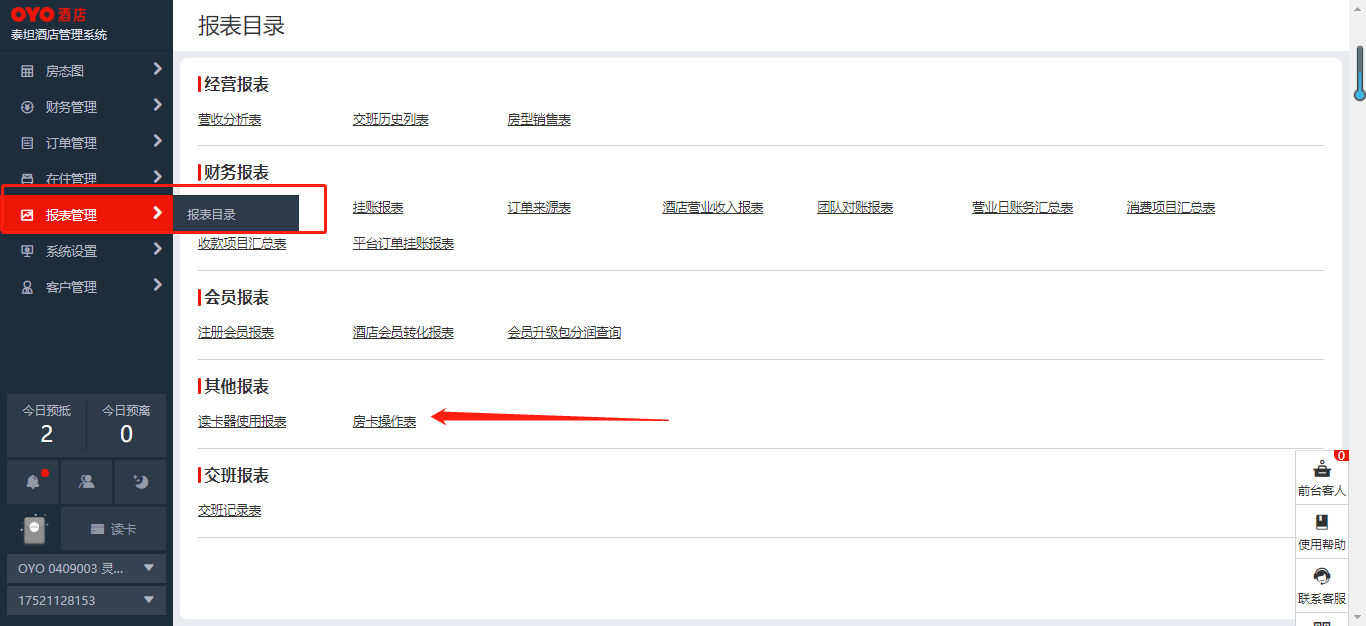 OYO 酒店
泰坦酒店管理系统
房态图
财务管理
订单管理
在住管理
报表管理
报表目录
系统设置
客户管理
今日预抵
今日预离
2
0
读卡
OYO 0409003 灵...
17521128153
报表目录
经营报表
营收分析表
交班历史列表
房型销售表
财务报表
挂账报表
订单来源表
酒店营业收入报表
团队对账报表
营业日账务汇总表
消费项目汇总表
收款项目汇总表
平台订单挂账报表
会员报表
注册会员报表
酒店会员转化报表
会员升级包分润查询
其他报表
读卡器使用报表
房卡操作表
交班报表
交班记录表
0
前台客人
使用帮助
联系客服